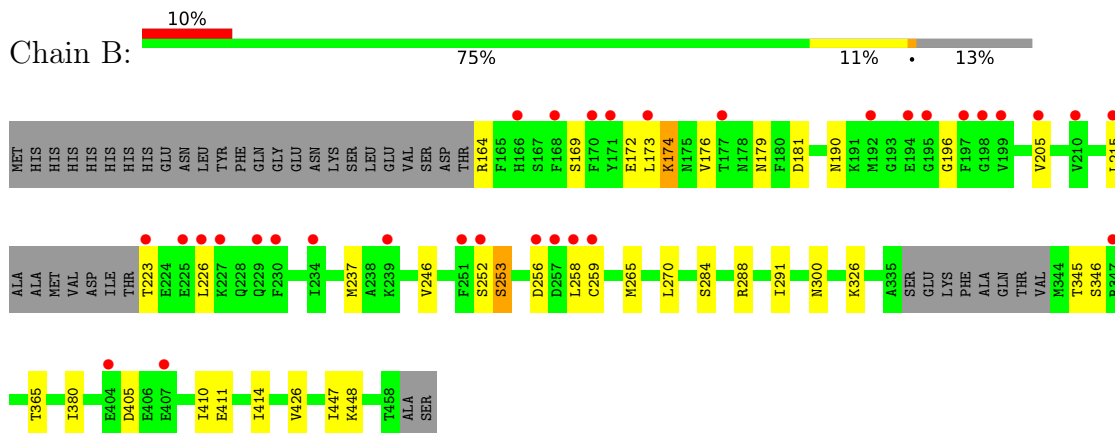 10%
Chain B:
75% 11% • 13%
MET HIS HIS HIS HIS HIS HIS HIS HIS GLU ASN LEU TYR PHE GLN GLY GLU ASN LYS SER LEU GLU VAL SER ASP THR R164 F165 H166 S167 F168 S169 F170 Y171 E172 L173 K174 N175 V176 T177 N178 N179 F180 D181 N190 K191 M192 G193 E194 G195 G196 F197 G198 V199 V205 V210 L215
ALA ALA MET VAL ASP ILE THR T223 E224 E225 L226 K227 Q228 Q229 F230 I234 M237 A238 K239 V246 F251 S252 S253 D256 D257 L258 C259 M265 L270 S284 R288 I291 N300 K326 A335 SER GLU LYS PHE ALA GLN THR VAL M344 T345 S346 R347
T365 I380 E404 D405 E406 E407 I410 E411 I414 V426 I447 K448 T458 ALA SER